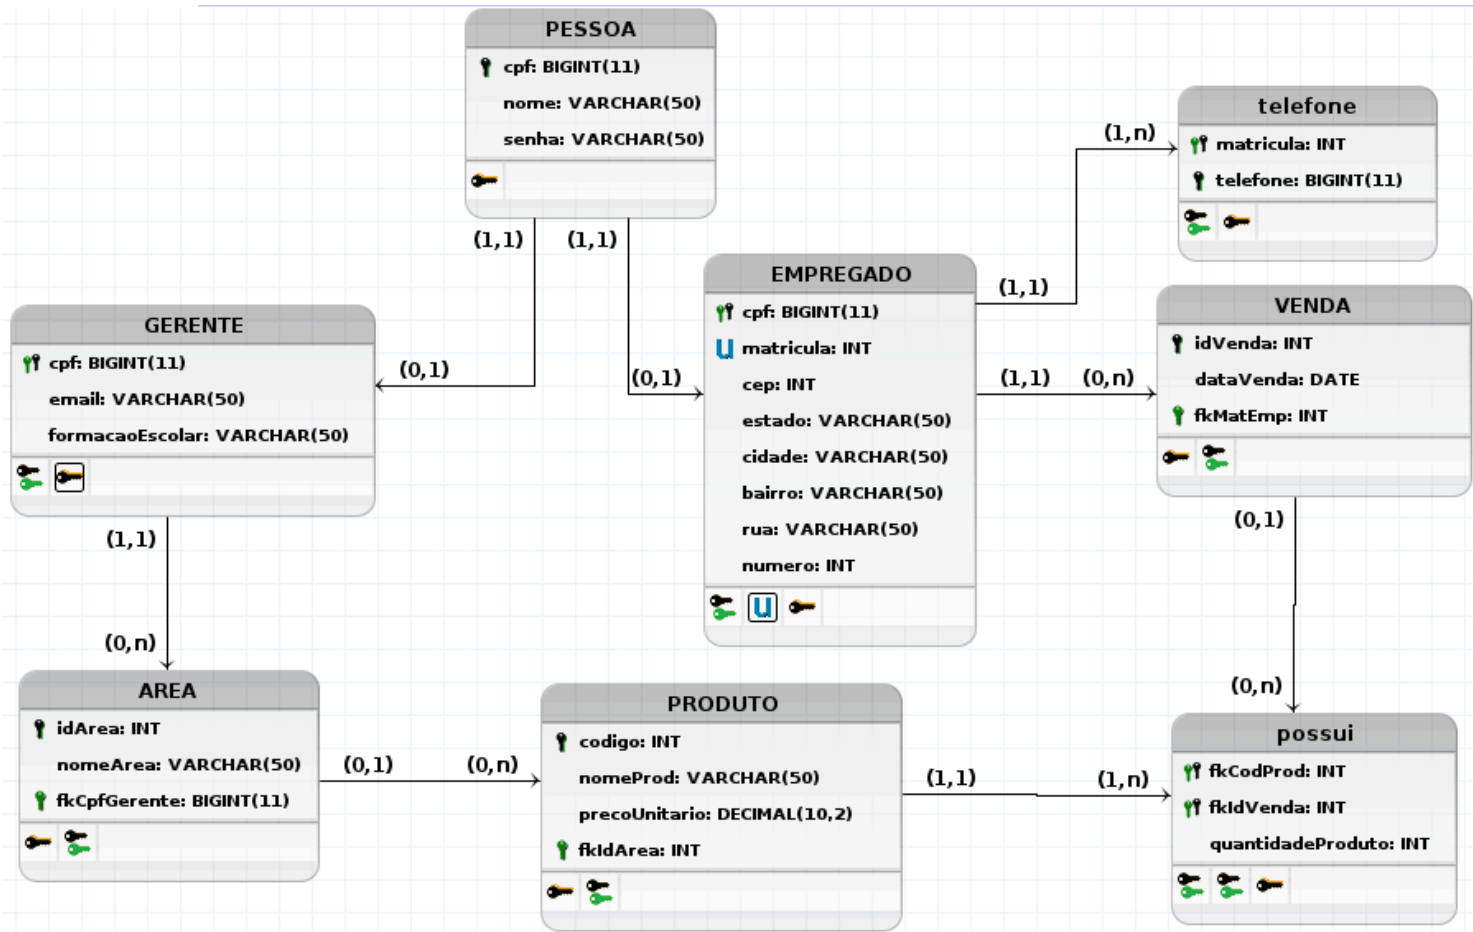 PESSOA
cpf: BIGINT(11)
nome: VARCHAR(50)
senha: VARCHAR(50)
(1,1)
(1,1)
telefone
matricula: INT
telefone: BIGINT(11)
(1,n)
(1,1)
EMPREGADO
cpf: BIGINT(11)
U matricula: INT
cep: INT
estado: VARCHAR(50)
cidade: VARCHAR(50)
bairro: VARCHAR(50)
rua: VARCHAR(50)
numero: INT
U
(0,1)
(1,1)
(0,n)
VENDA
idVenda: INT
dataVenda: DATE
fkMatEmp: INT
(0,1)
(0,n)
GERENTE
cpf: BIGINT(11)
email: VARCHAR(50)
formacaoEscolar: VARCHAR(50)
(0,1)
(1,1)
(0,n)
AREA
idArea: INT
nomeArea: VARCHAR(50)
fkCpfGerente: BIGINT(11)
(0,1)
(0,n)
PRODUTO
codigo: INT
nomeProd: VARCHAR(50)
precoUnitario: DECIMAL(10,2)
fkIdArea: INT
(1,1)
(1,n)
possui
fkCodProd: INT
fkIdVenda: INT
quantidadeProduto: INT